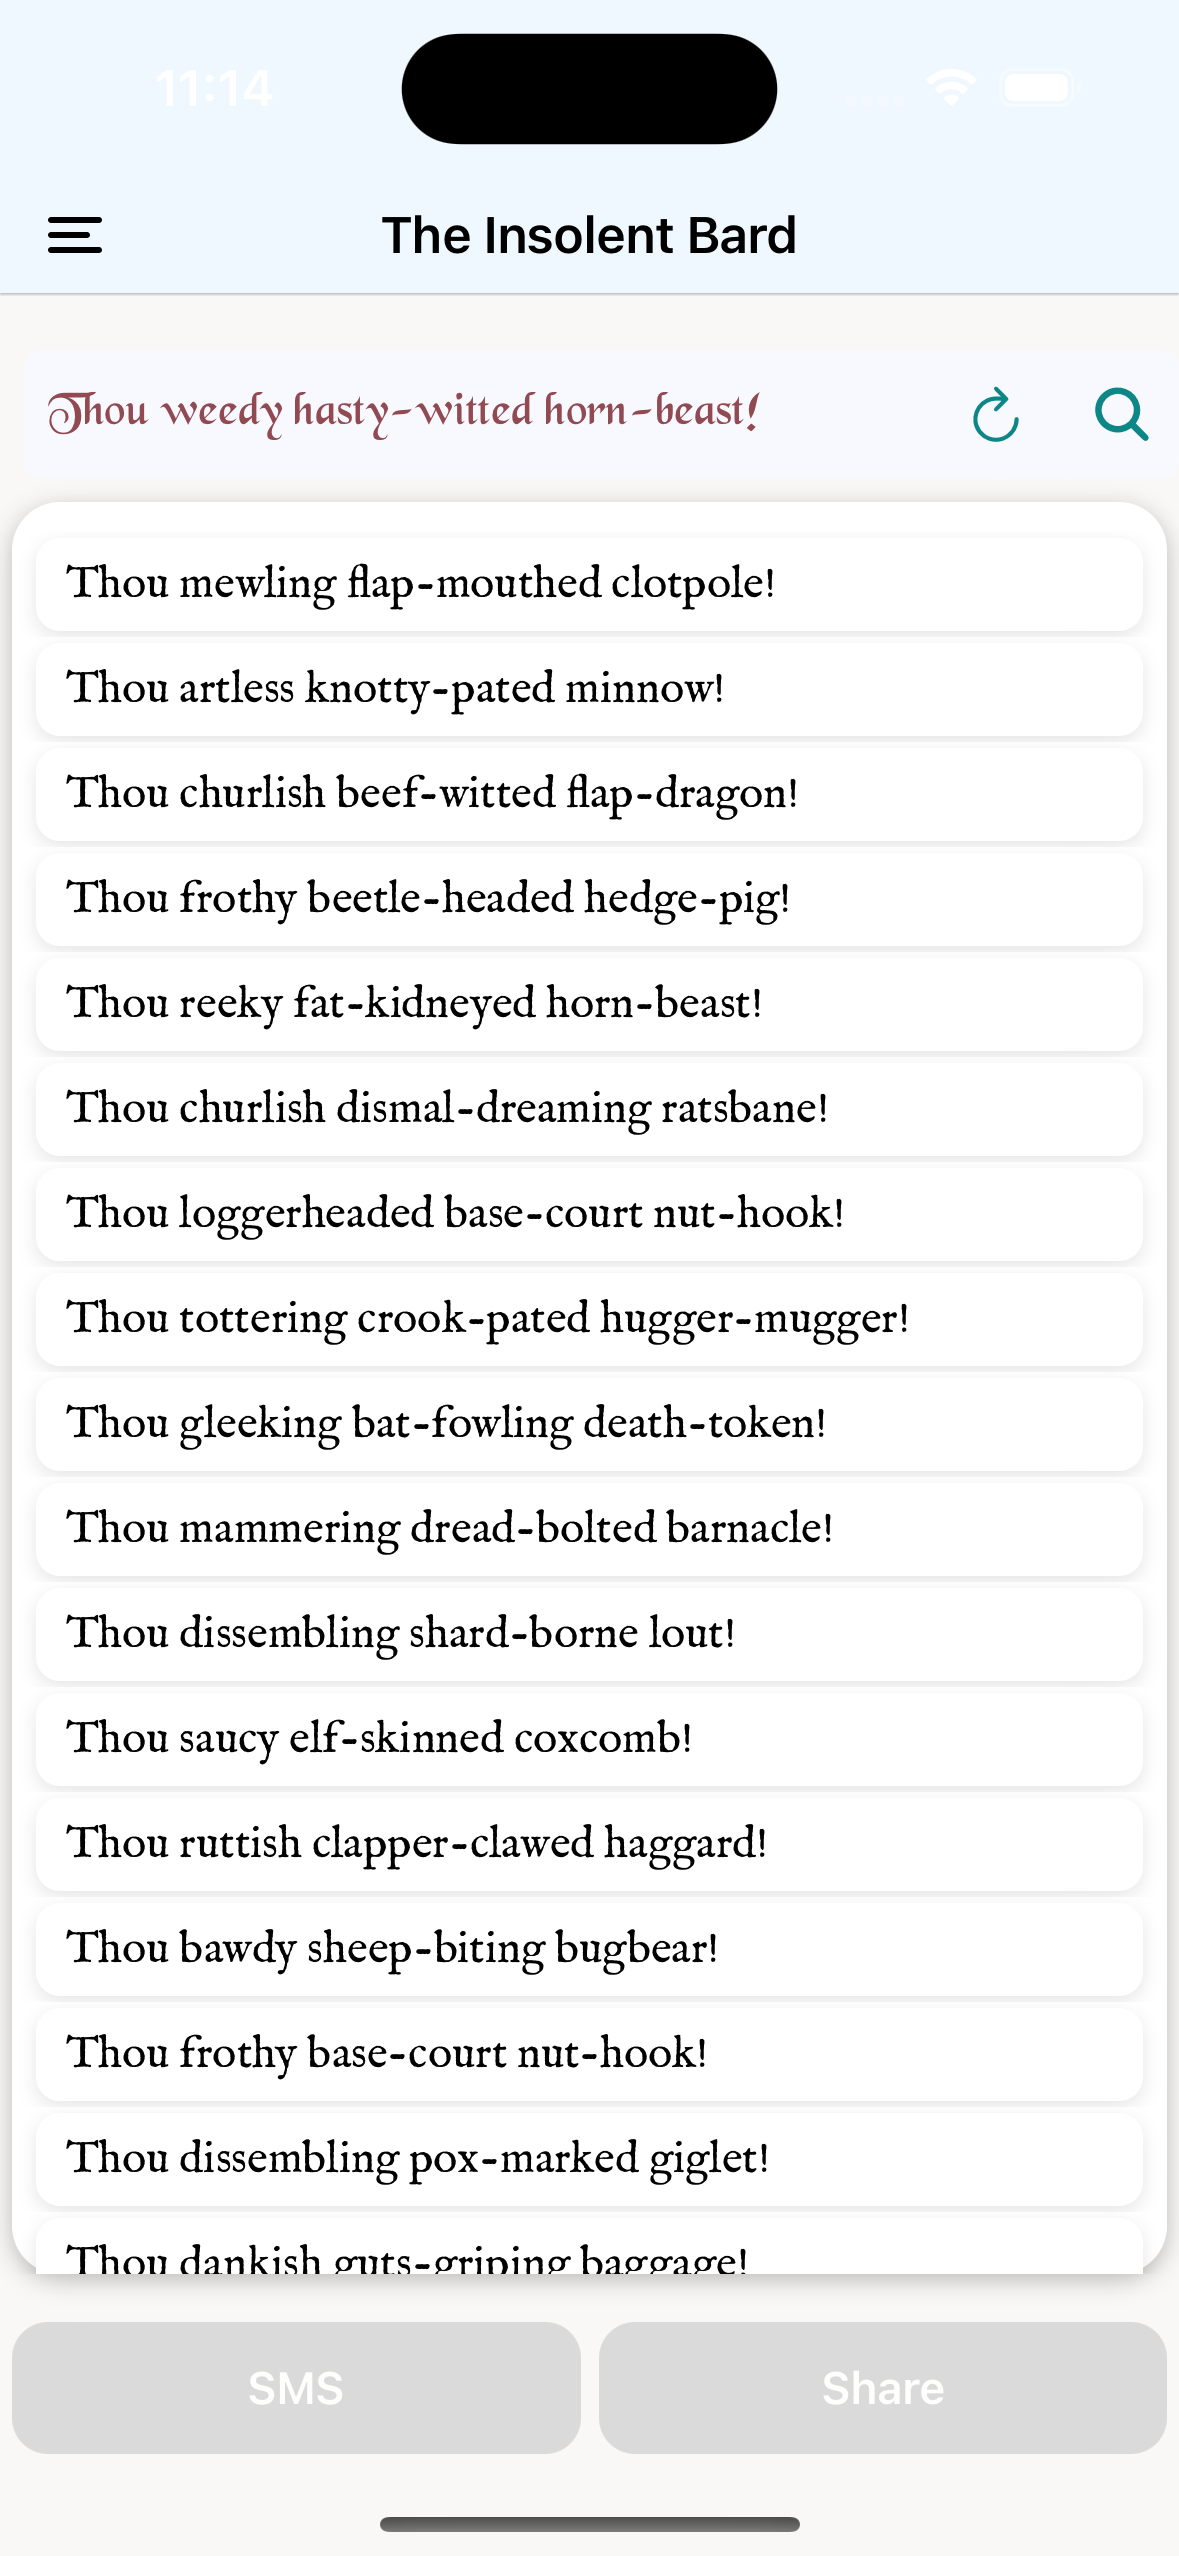 11:14
The Insolent Bard
Thou weedy hasty-witted horn-beast!
Thou mewling flap-mouthed clotpole!
Thou artless knotty-pated minnow!
Thou churlish beef-witted flap-dragon!
Thou frothy beetle-headed hedge-pig!
Thou reeky fat-kidneyed horn-beast!
Thou churlish dismal-dreaming ratsbane!
Thou loggerheaded base-court nut-hook!
Thou tottering crook-pated hugger-mugger!
Thou gleeking bat-fowling death-token!
Thou mammering dread-bolted barnacle!
Thou dissembling shard-borne lout!
Thou saucy elf-skinned coxcomb!
Thou ruttish clapper-clawed haggard!
Thou bawdy sheep-biting bugbear!
Thou frothy base-court nut-hook!
Thou dissembling pox-marked giglet!
Thou dankish guts-griping baggage!
SMS
Share